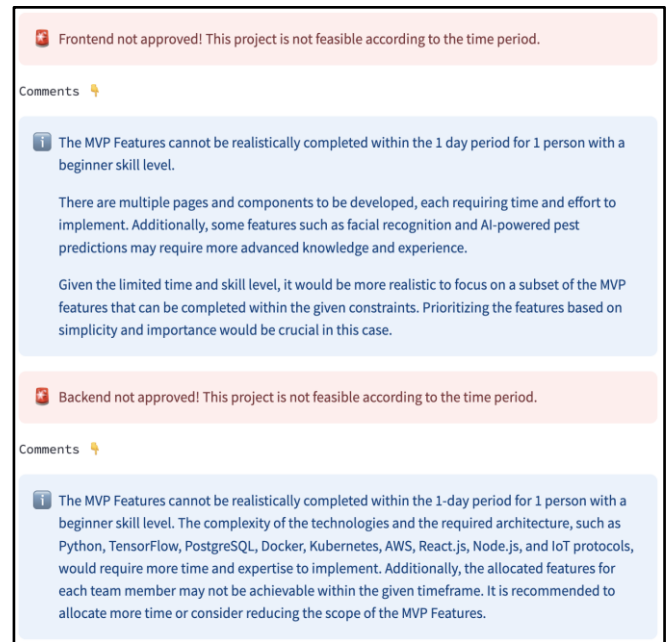 🚨 Frontend not approved! This project is not feasible according to the time period.
Comments 👇
ℹ️ The MVP Features cannot be realistically completed within the 1 day period for 1 person with a
beginner skill level.
There are multiple pages and components to be developed, each requiring time and effort to
implement. Additionally, some features such as facial recognition and AI-powered pest
predictions may require more advanced knowledge and experience.
Given the limited time and skill level, it would be more realistic to focus on a subset of the MVP
features that can be completed within the given constraints. Prioritizing the features based on
simplicity and importance would be crucial in this case.
🚨 Backend not approved! This project is not feasible according to the time period.
Comments 👇
ℹ️ The MVP Features cannot be realistically completed within the 1-day period for 1 person with a
beginner skill level. The complexity of the technologies and the required architecture, such as
Python, TensorFlow, PostgreSQL, Docker, Kubernetes, AWS, React.js, Node.js, and IoT protocols,
would require more time and expertise to implement. Additionally, the allocated features for
each team member may not be achievable within the given timeframe. It is recommended to
allocate more time or consider reducing the scope of the MVP Features.